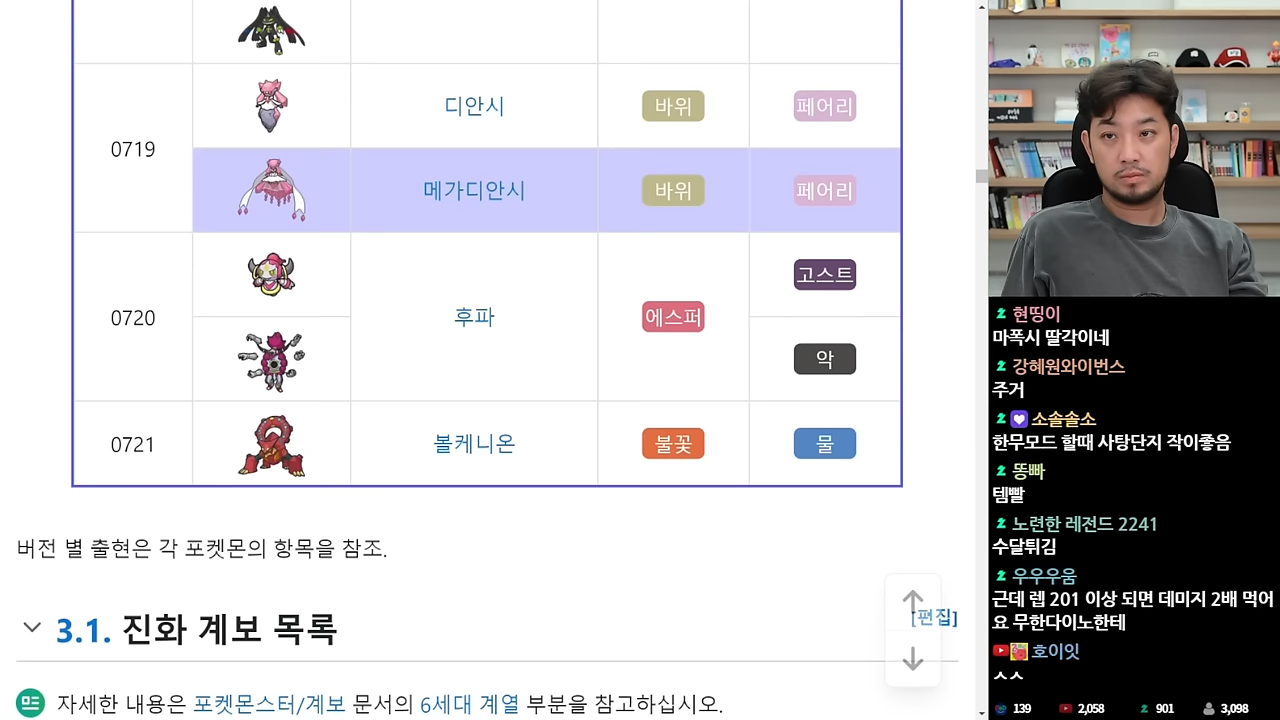 0719
디안시
바위
페어리
메가디안시
바위
페어리
0720
후파
에스퍼
고스트
악
0721
볼케니온
불꽃
물
버전 별 출현은 각 포켓몬의 항목을 참조.
3.1. 진화 계보 목록
[편집]
자세한 내용은 포켓몬스터/계보 문서의 6세대 계열 부분을 참고하십시오.
현띵이
마폭시 딸각이네
강혜원와이번스
주거
소솔솔소
한무모드 할때 사탕단지 작이좋음
똥빠
템빨
노련한 레전드 2241
수달튀김
우우우움
근데 렙 201 이상 되면 데미지 2배 먹어
요 무한다이노한테
호이잇
ㅅㅅ
139 2,058 901 3,098